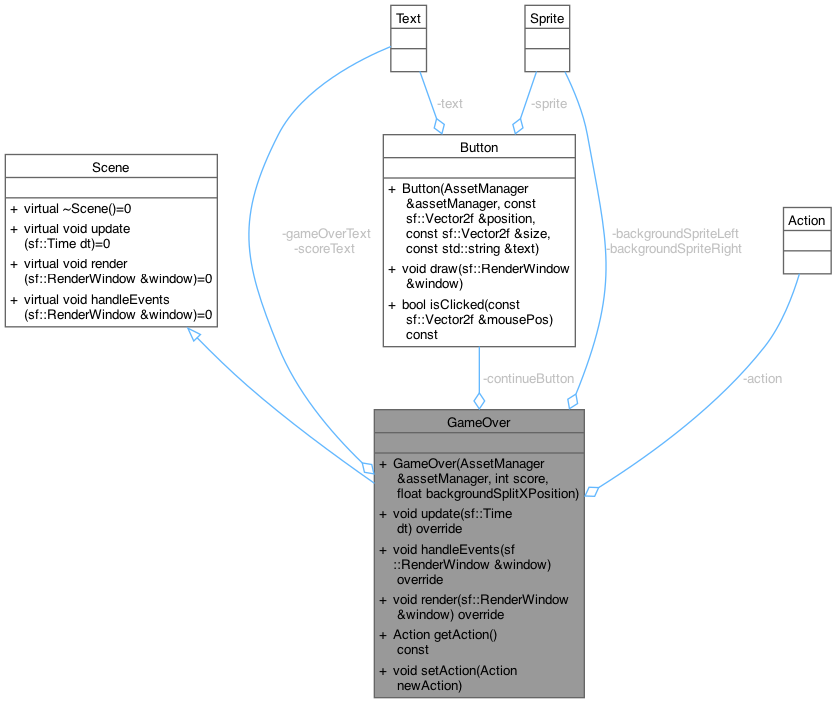 Text
Sprite
-text
-sprite
Scene
+ virtual ~Scene()=0
+ virtual void update
(sf::Time dt)=0
+ virtual void render
(sf::RenderWindow &window)=0
+ virtual void handleEvents
(sf::RenderWindow &window)=0
-gameOverText
-scoreText
Button
+ Button(AssetManager
&assetManager, const
sf::Vector2f &position,
const sf::Vector2f &size,
const std::string &text)
+ void draw(sf::RenderWindow
&window)
+ bool isClicked(const
sf::Vector2f &mousePos)
const
-backgroundSpriteLeft
-backgroundSpriteRight
Action
-continueButton
-action
GameOver
+ GameOver(AssetManager
&assetManager, int score,
float backgroundSplitXPosition)
+ void update(sf::Time
dt) override
+ void handleEvents(sf
::RenderWindow &window)
override
+ void render(sf::RenderWindow
&window) override
+ Action getAction()
const
+ void setAction(Action
newAction)